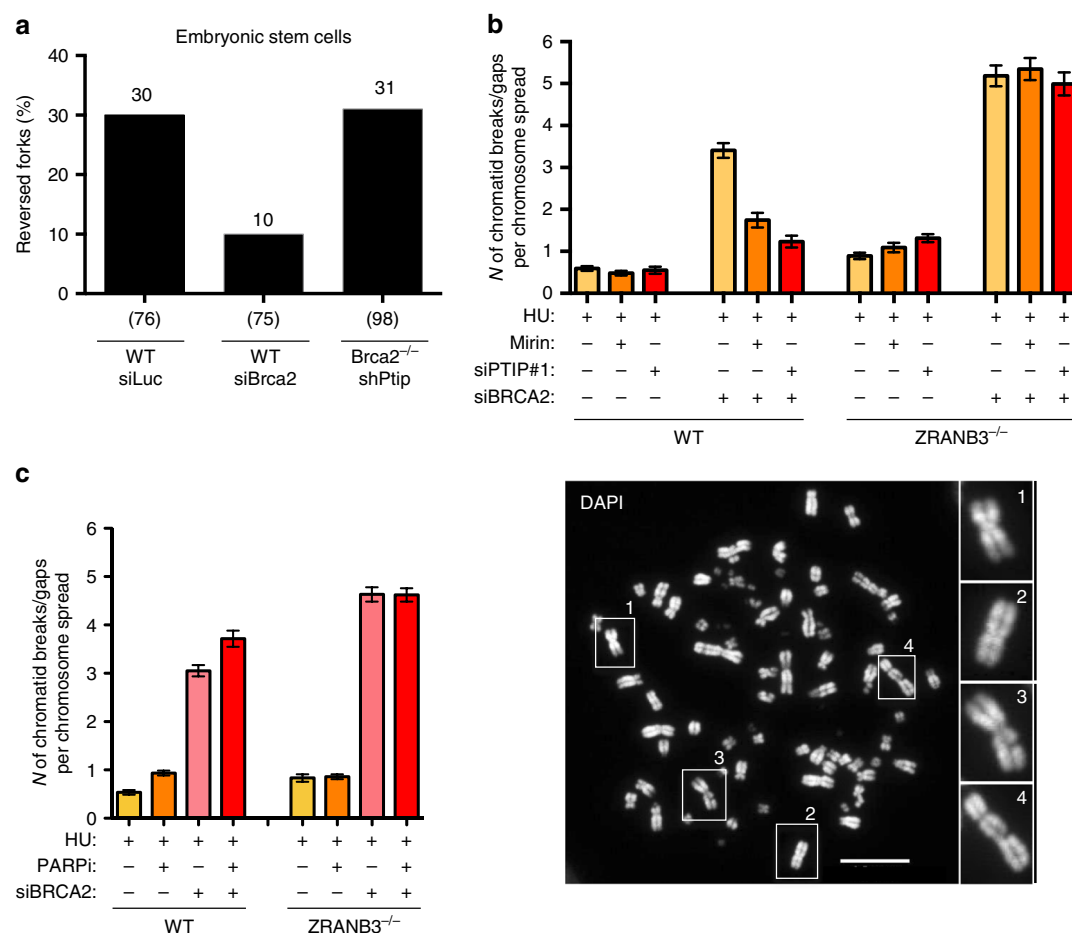 a
Embryonic stem cells
Reversed forks (%)
40
30
20
10
0
30
10
31
(76)
(75)
(98)
WT
siLuc
WT
siBrca2
Brca2–/–
shPtip
b
N of chromatid breaks/gaps
per chromosome spread
6
5
4
3
2
1
0
HU: + + + + + + + + + + + +
Mirin: – + – – + – – + – – + –
siPTIP#1: – – + – – + – – + – – +
siBRCA2: – – – + + + – – – + + +
WT
ZRANB3–/–
c
N of chromatid breaks/gaps
per chromosome spread
6
5
4
3
2
1
0
HU: + + + + + + + +
PARPi: – + – + – + – +
siBRCA2: – – + + – – + +
WT
ZRANB3–/–
DAPI
1
4
3
2
1
2
3
4